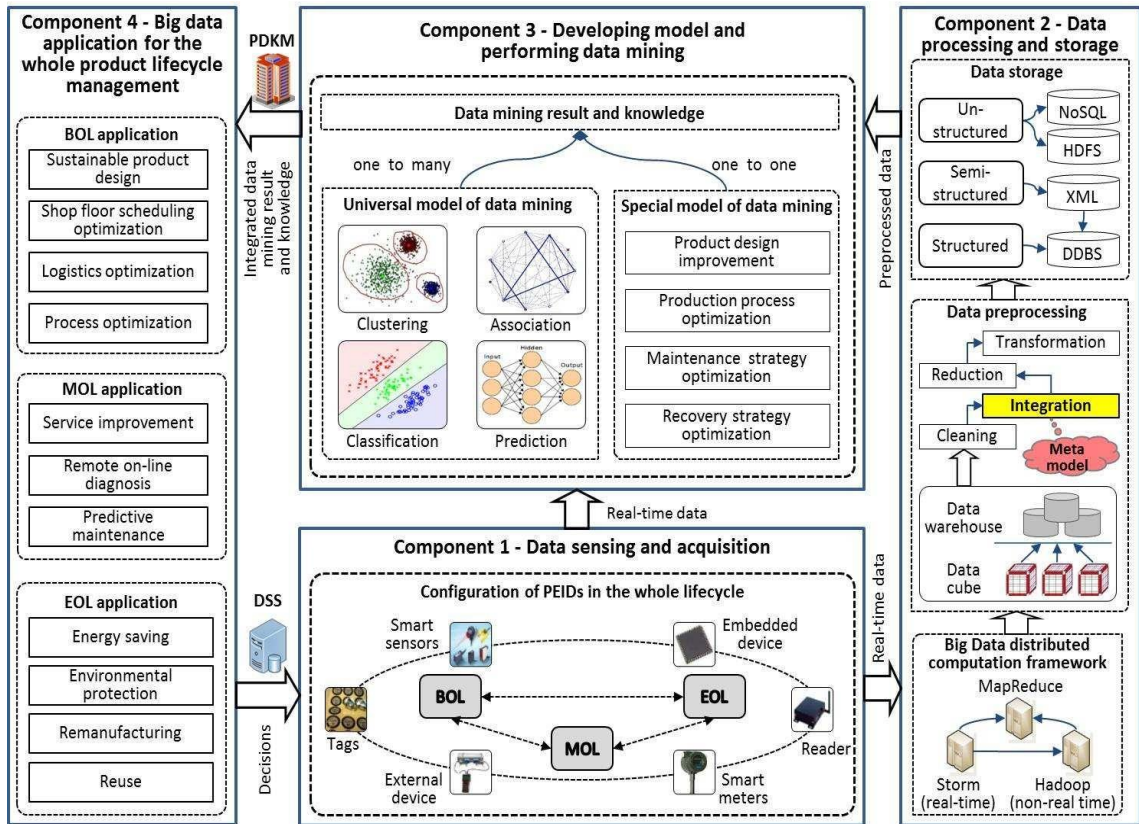 Component 4 - Big
data
application for the
whole product lifecycle
management
BOL application
Sustainable product
design
Shop floor scheduling
optimization
Logistics optimization
Process optimization
MOL application
Service improvement
Remote on-line
diagnosis
Predictive
maintenance
EOL application
Energy saving
Environmental
protection
Remanufacturing
Reuse
PDKM
Integrated data
mining result
and knowledge
DSS
Decisions
Component 3 - Developing model and
performing data mining
Data mining result and knowledge
one to many
one to one
Universal model of data mining
Clustering
Association
Classification
Input
Hidden
Output
Prediction
Special model of data mining
Product design
improvement
Production process
optimization
Maintenance strategy
optimization
Recovery strategy
optimization
Real-time data
Component 1 - Data sensing and acquisition
Configuration of PEIDs in the whole lifecycle
Smart
sensors
Embedded
device
BOL
EOL
MOL
Tags
Reader
External
device
Smart
meters
Preprocessed data
Real-time data
Component 2 - Data
processing and storage
Data storage
Un-
structured
NoSQL
HDFS
Semi-
structured
XML
Structured
DDBS
Data preprocessing
Transformation
Reduction
Integration
Cleaning
Meta
model
Data
warehouse
Data
cube
Big Data distributed
computation framework
MapReduce
Storm
(real-time)
Hadoop
(non-real time)